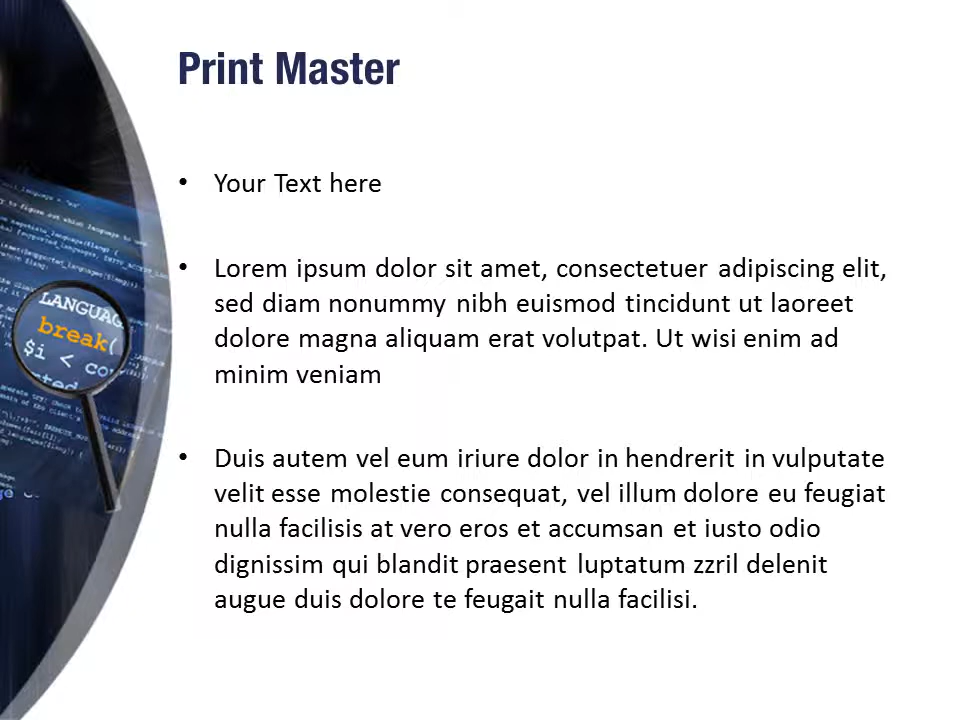 Print Master
• Your Text here
• Lorem ipsum dolor sit amet, consectetuer adipiscing elit,
sed diam nonummy nibh euismod tincidunt ut laoreet
dolore magna aliquam erat volutpat. Ut wisi enim ad
minim veniam
• Duis autem vel eum iriure dolor in hendrerit in vulputate
velit esse molestie consequat, vel illum dolore eu feugiat
nulla facilisis at vero eros et accumsan et iusto odio
dignissim qui blandit praesent luptatum zzril delenit
augue duis dolore te feugait nulla facilisi.
LANGUAG
break(
$i < co